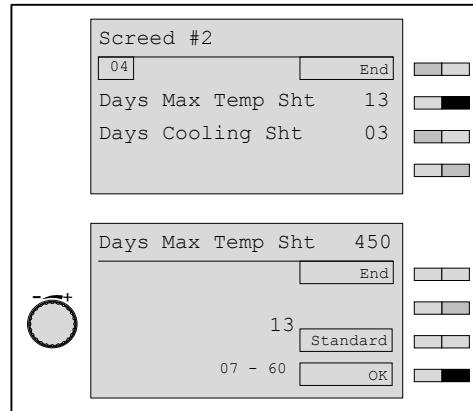 Screed #2
04 End
Days Max Temp Sht 13
Days Cooling Sht 03
Days Max Temp Sht 450
End
- +
13
Standard
07 - 60 OK